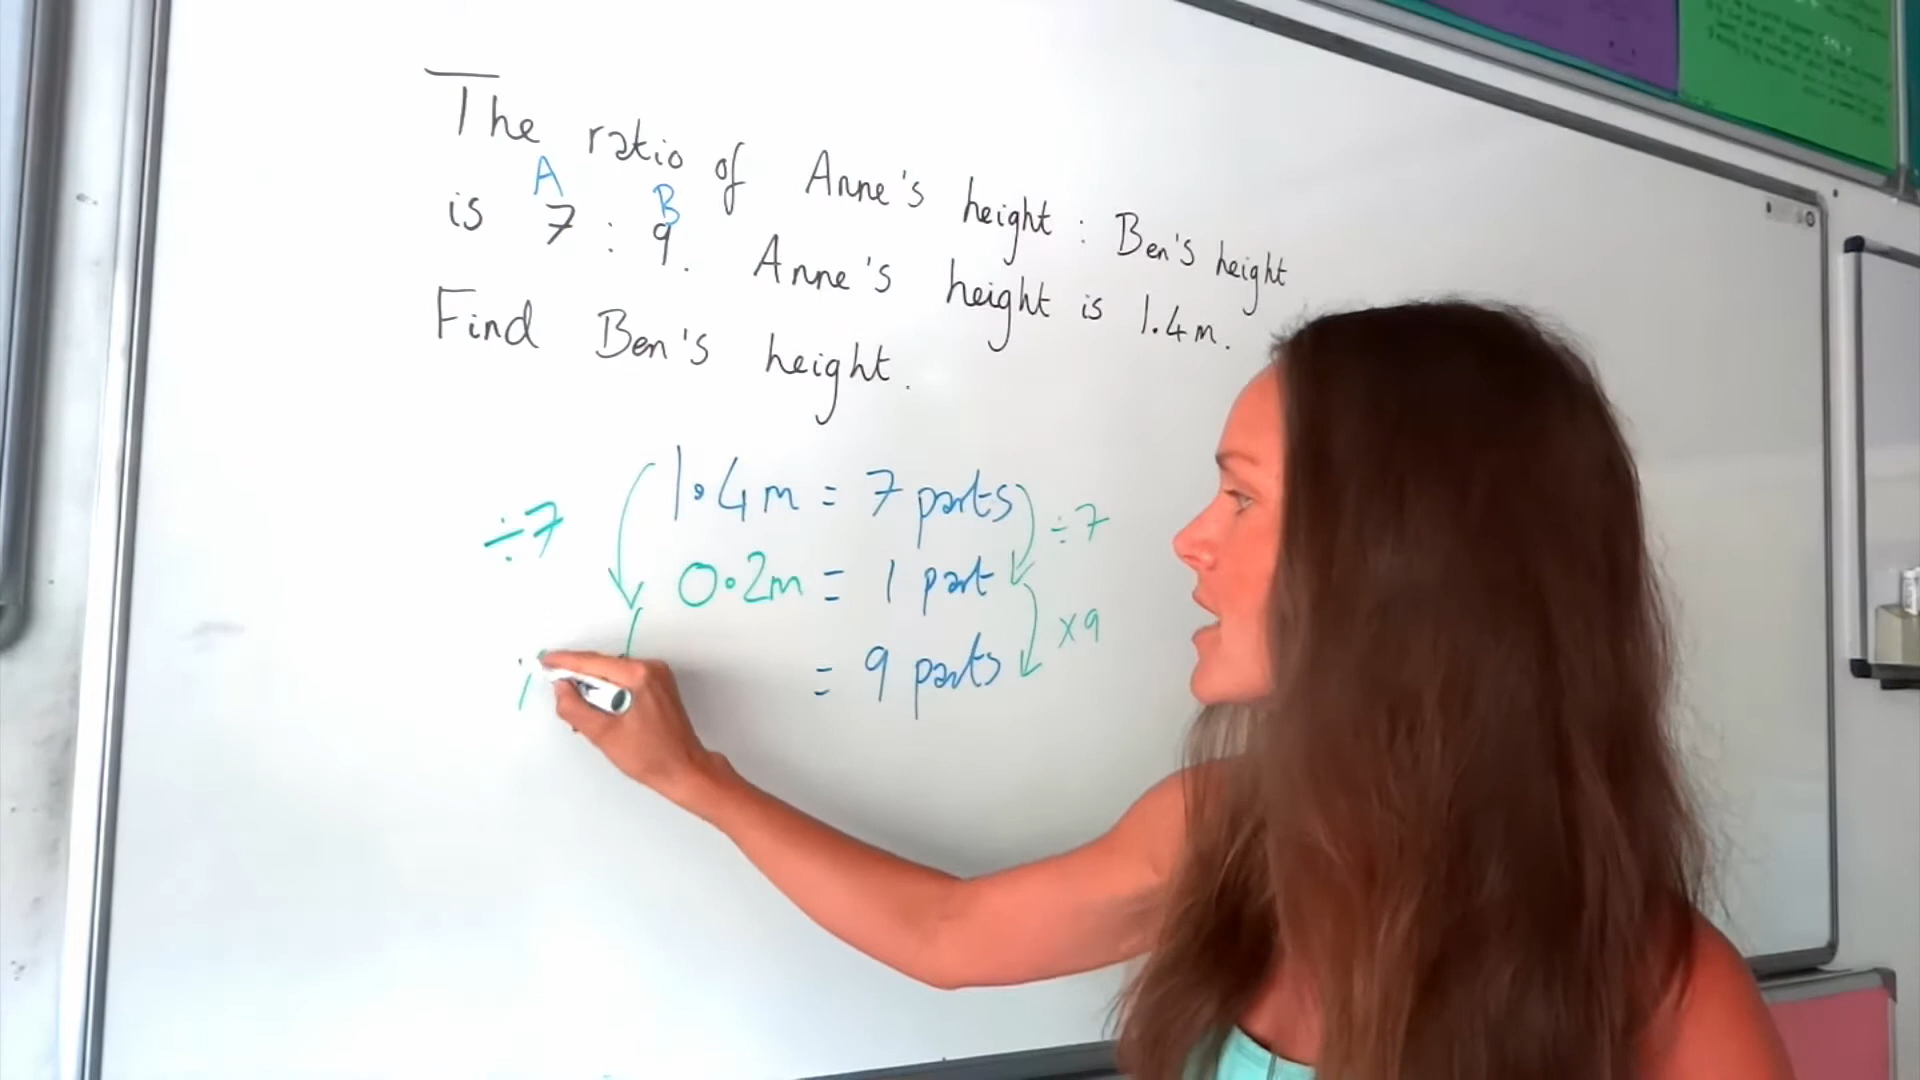 The ratio of Anne's height : Ben's height
A B
is 7 : 9. Anne's height is 1.4m.
Find Ben's height.
÷7 1.4m = 7 parts ÷7
0.2m = 1 part
= 9 parts ×9